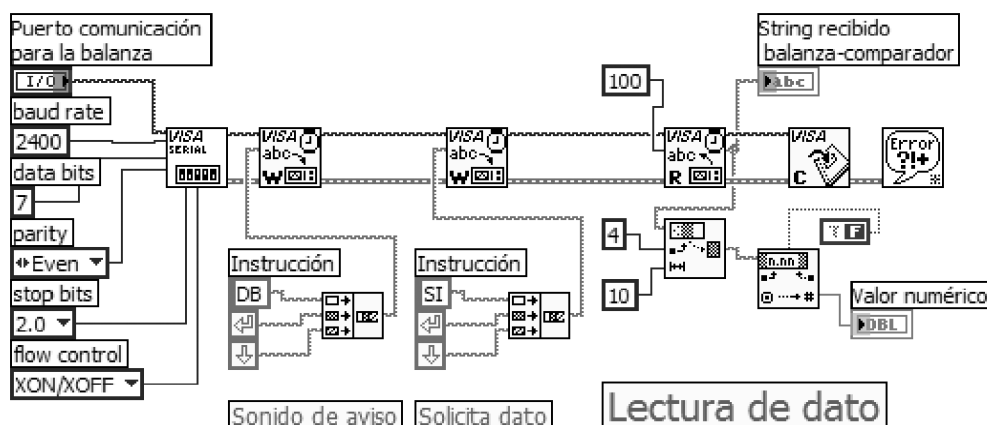 Puerto comunicación
para la balanza
I/O
baud rate
2400
data bits
7
parity
Even
stop bits
2.0
flow control
XON/XOFF
VISA
SERIAL
VISA
abc
W
VISA
abc
W
100
VISA
abc
R
String recibido
balanza-comparador
abc
VISA
C
Error
?!+
Instrucción
DB
Instrucción
SI
4
10
F
n.nn
#
Valor numérico
DBL
Sonido de aviso
Solicita dato
Lectura de dato